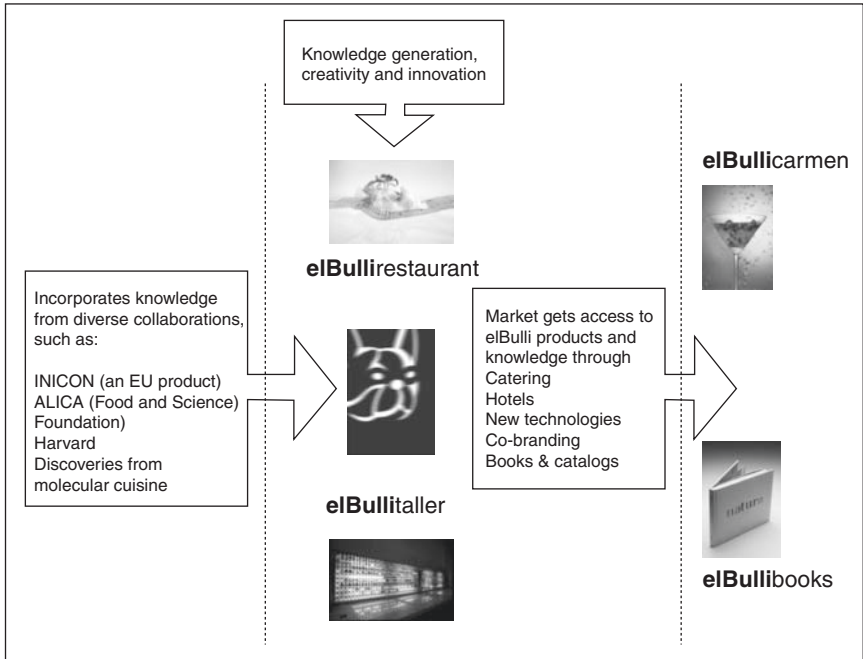 Knowledge generation,
creativity and innovation
elBullirestaurant
Incorporates knowledge
from diverse collaborations,
such as:
INICON (an EU product)
ALICA (Food and Science)
Foundation)
Harvard
Discoveries from
molecular cuisine
elBullitaller
Market gets access to
elBulli products and
knowledge through
Catering
Hotels
New technologies
Co-branding
Books & catalogs
elBullicarmen
natura
elBullibooks